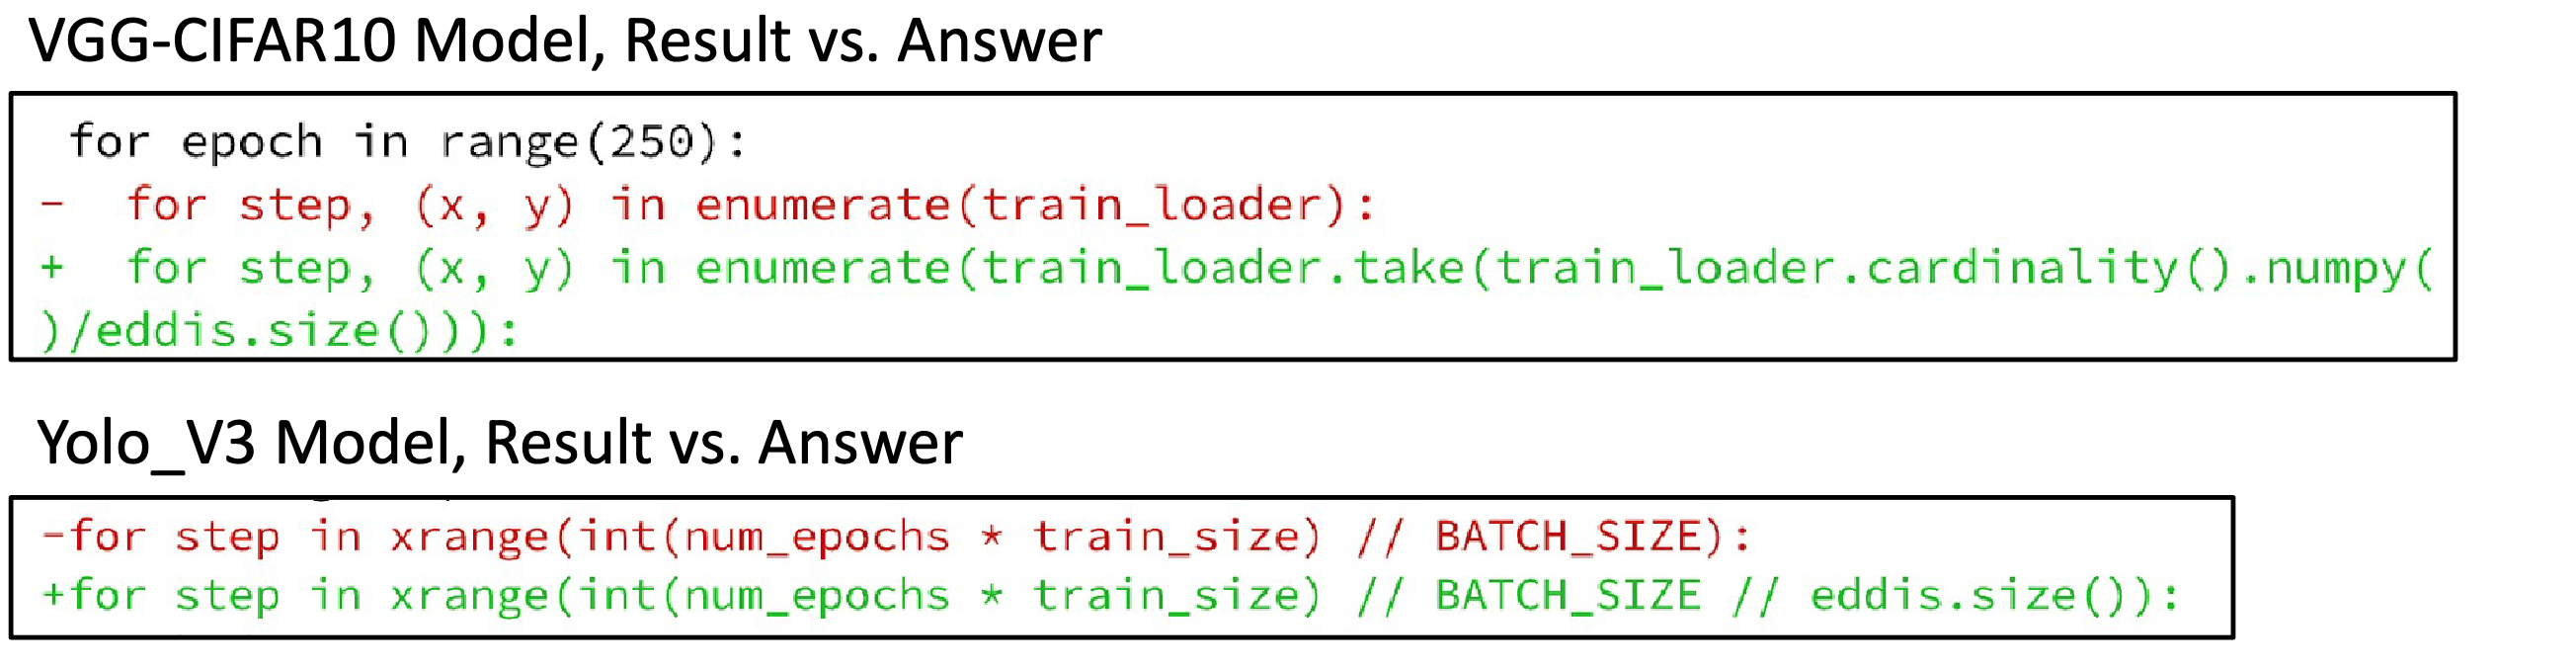 VGG-CIFAR10 Model, Result vs. Answer
for epoch in range(250):
-  for step, (x, y) in enumerate(train_loader):
+  for step, (x, y) in enumerate(train_loader.take(train_loader.cardinality().numpy(
)/eddis.size())):
Yolo_V3 Model, Result vs. Answer
-for step in xrange(int(num_epochs * train_size) // BATCH_SIZE):
+for step in xrange(int(num_epochs * train_size) // BATCH_SIZE // eddis.size()):